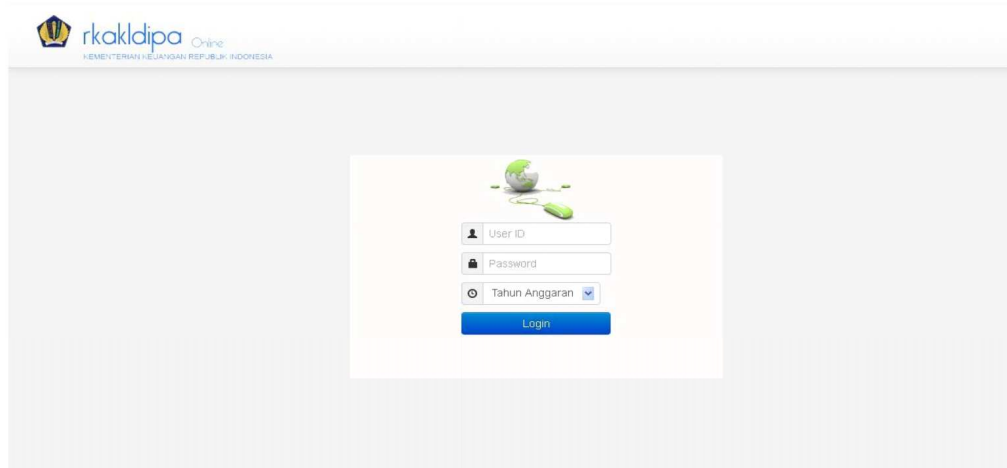 rkakldipa Online
KEMENTERIAN KEUANGAN REPUBLIK INDONESIA
User ID
Password
Tahun Anggaran
Login